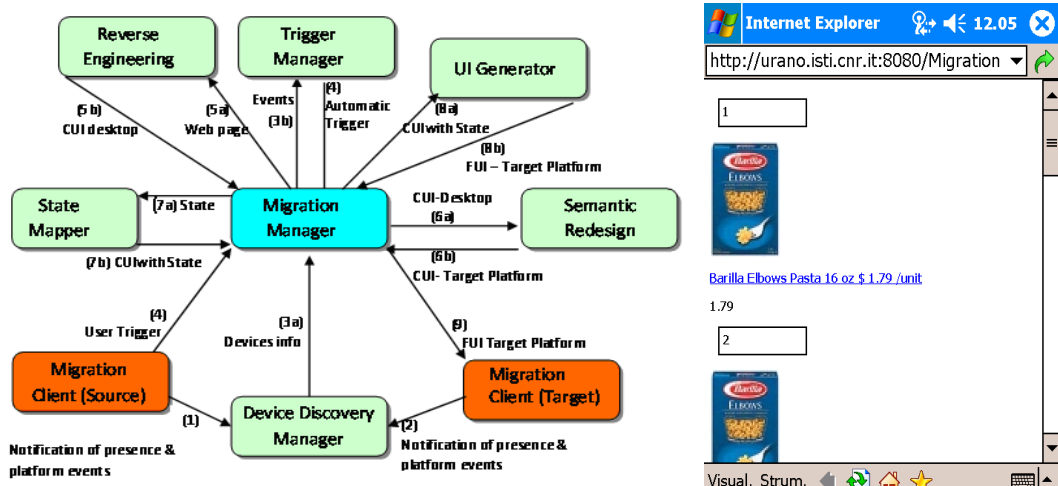 Reverse
Engineering
Trigger
Manager
UI Generator
(5b)
CUI desktop
(5a)
Web page
Events
(3b)
(4)
Automatic
Trigger
(8a)
CUIwith State
(8b)
FUI – Target Platform
State
Mapper
(7a) State
Migration
Manager
CUI-Desktop
(6a)
Semantic
Redesign
(7b) CUIwith State
(6b)
CUI- Target Platform
(4)
User Trigger
(3a)
Devices info
(9)
FUI Target Platform
Migration
Client (Source)
Migration
Client (Target)
(1)
Device Discovery
Manager
(2)
Notification of presence &
platform events
Notification of presence &
platform events
Internet Explorer 12.05
http://urano.isti.cnr.it:8080/Migration
1
Barilla
ELBOWS
Barilla Elbows Pasta 16 oz $ 1.79 /unit
1.79
2
Barilla
ELBOWS
Visual. Strum.